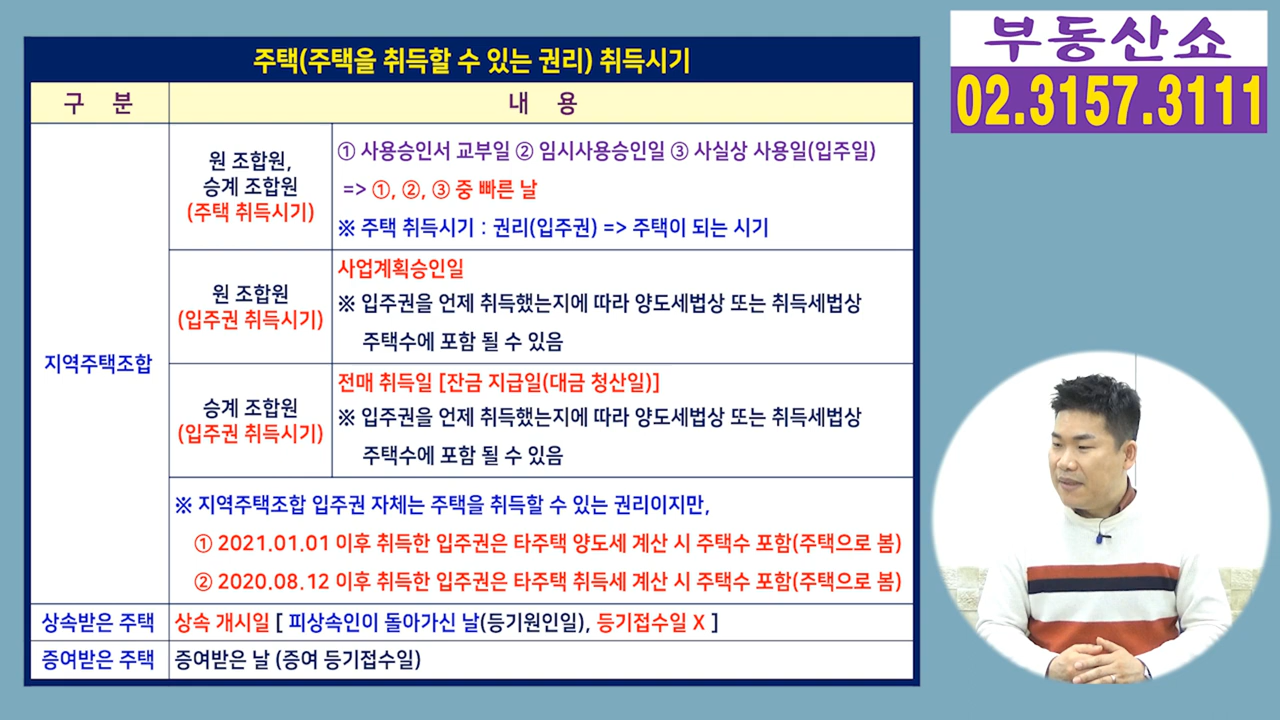 부동산쇼
02.3157.3111
주택(주택을 취득할 수 있는 권리) 취득시기
구 분
내 용
지역주택조합
원 조합원,
승계 조합원
(주택 취득시기)
① 사용승인서 교부일 ② 임시사용승인일 ③ 사실상 사용일(입주일)
=> ①, ②, ③ 중 빠른 날
※ 주택 취득시기 : 권리(입주권) => 주택이 되는 시기
원 조합원
(입주권 취득시기)
사업계획승인일
※ 입주권을 언제 취득했는지에 따라 양도세법상 또는 취득세법상
주택수에 포함 될 수 있음
승계 조합원
(입주권 취득시기)
전매 취득일 [잔금 지급일(대금 청산일)]
※ 입주권을 언제 취득했는지에 따라 양도세법상 또는 취득세법상
주택수에 포함 될 수 있음
※ 지역주택조합 입주권 자체는 주택을 취득할 수 있는 권리이지만,
① 2021.01.01 이후 취득한 입주권은 타주택 양도세 계산 시 주택수 포함(주택으로 봄)
② 2020.08.12 이후 취득한 입주권은 타주택 취득세 계산 시 주택수 포함(주택으로 봄)
상속받은 주택
상속 개시일 [ 피상속인이 돌아가신 날(등기원인일), 등기접수일 X ]
증여받은 주택
증여받은 날 (증여 등기접수일)